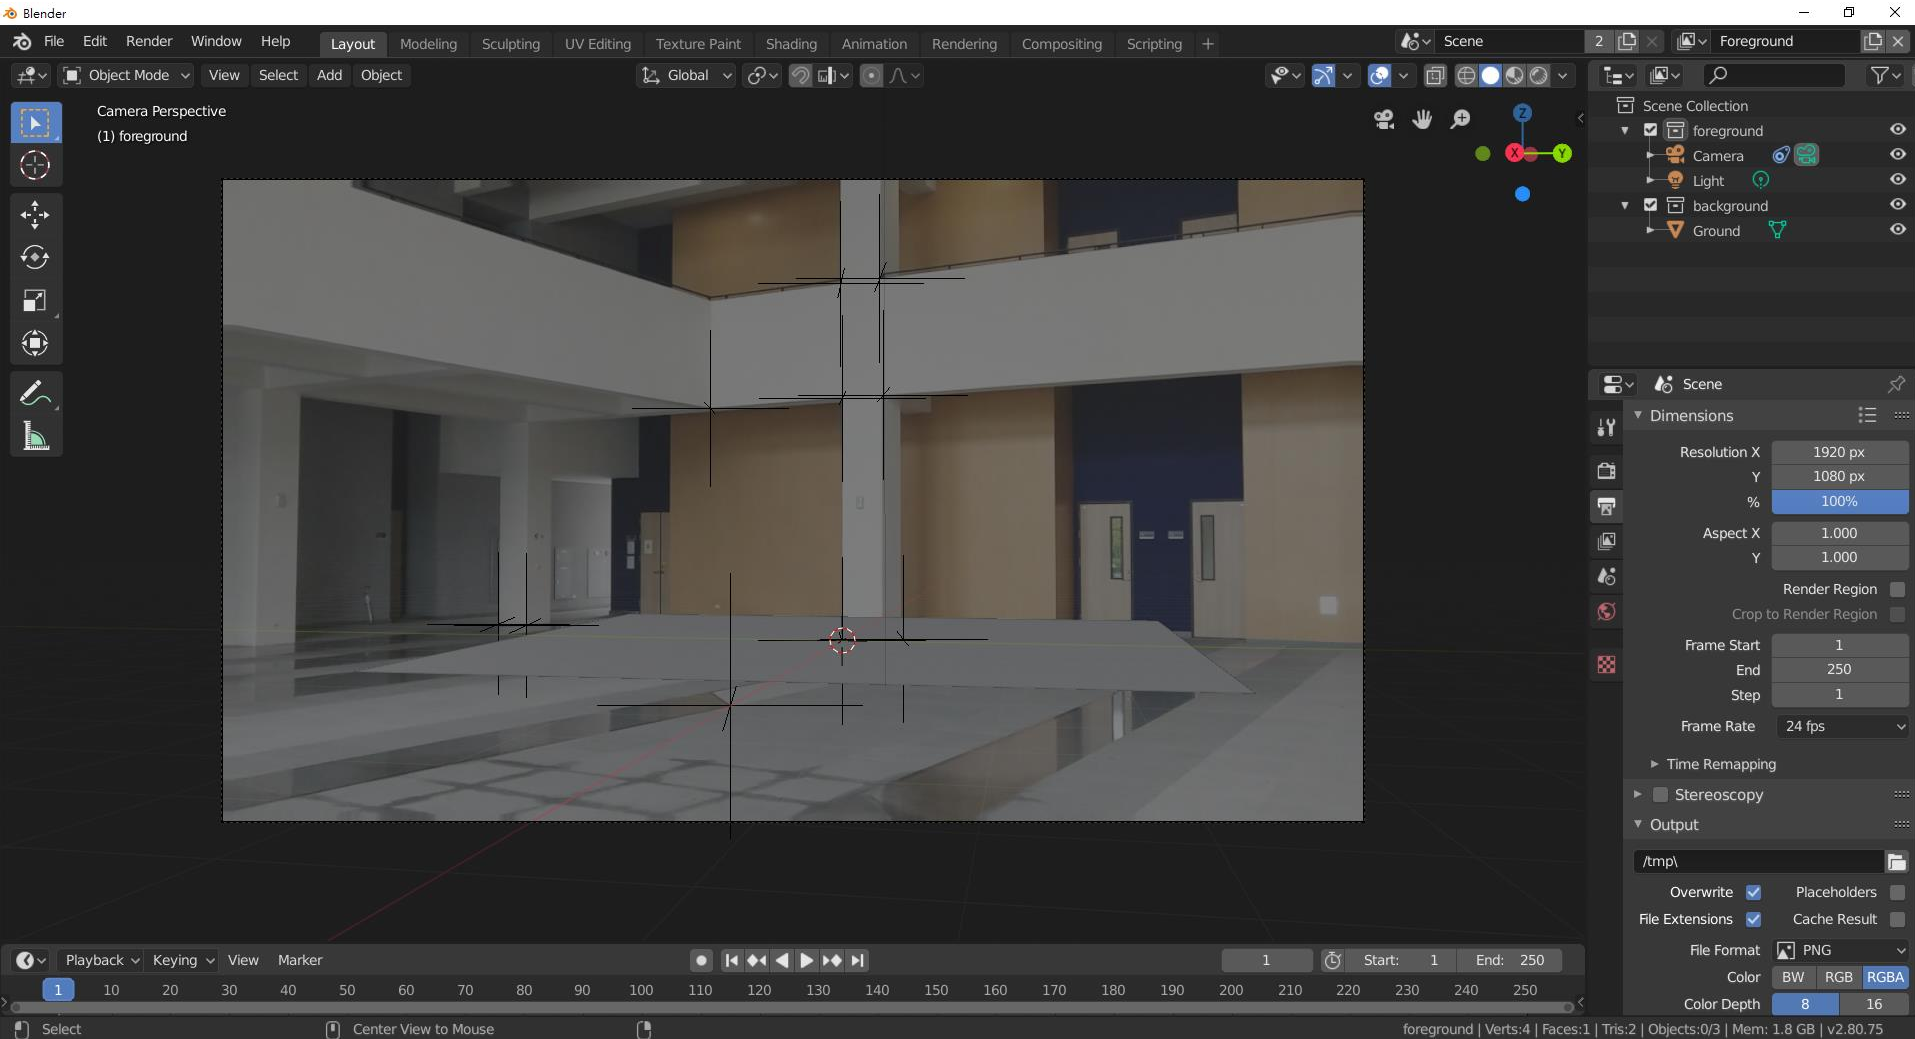 Blender
File Edit Render Window Help Layout Modeling Sculpting UV Editing Texture Paint Shading Animation Rendering Compositing Scripting + Scene 2 Foreground
Object Mode View Select Add Object Global
Camera Perspective
(1) foreground
Z
X Y
Scene Collection
foreground
Camera
Light
background
Ground
Scene
Dimensions
Resolution X 1920 px
Y 1080 px
% 100%
Aspect X 1.000
Y 1.000
Render Region
Crop to Render Region
Frame Start 1
End 250
Step 1
Frame Rate 24 fps
Time Remapping
Stereoscopy
Output
/tmp\
Overwrite Placeholders
File Extensions Cache Result
File Format PNG
Color BW RGB RGBA
Color Depth 8 16
Playback Keying View Marker 1 Start: 1 End: 250
1 10 20 30 40 50 60 70 80 90 100 110 120 130 140 150 160 170 180 190 200 210 220 230 240 250
Select Center View to Mouse
foreground | Verts:4 | Faces:1 | Tris:2 | Objects:0/3 | Mem: 1.8 GB | v2.80.75